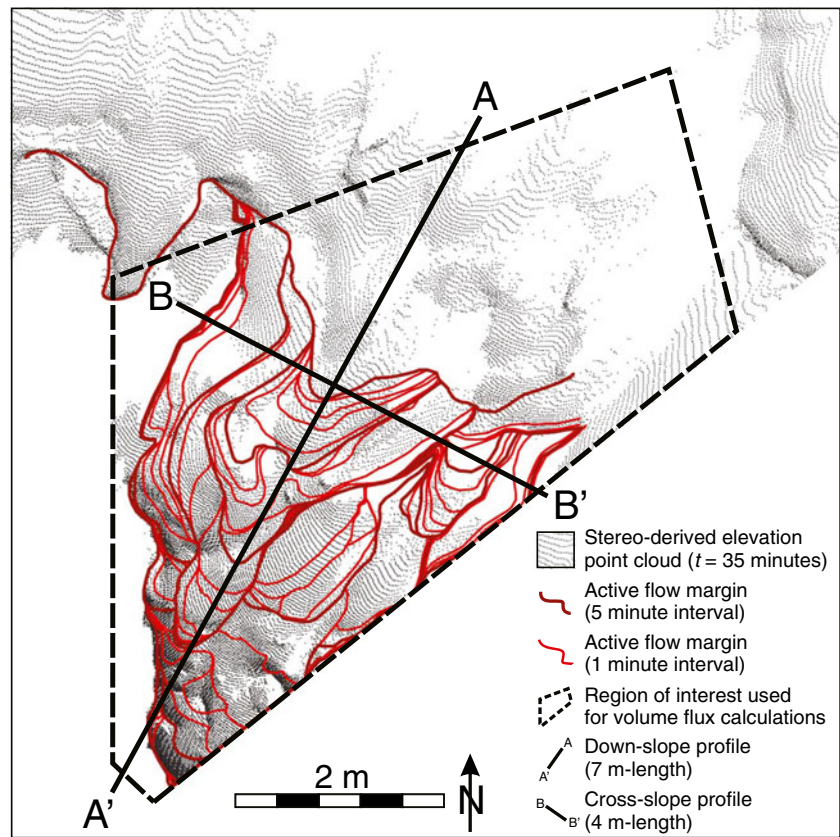 A
B
B'
A'
2 m
N
Stereo-derived elevation
point cloud (t = 35 minutes)
Active flow margin
(5 minute interval)
Active flow margin
(1 minute interval)
Region of interest used
for volume flux calculations
A
A'
Down-slope profile
(7 m-length)
B
B'
Cross-slope profile
(4 m-length)